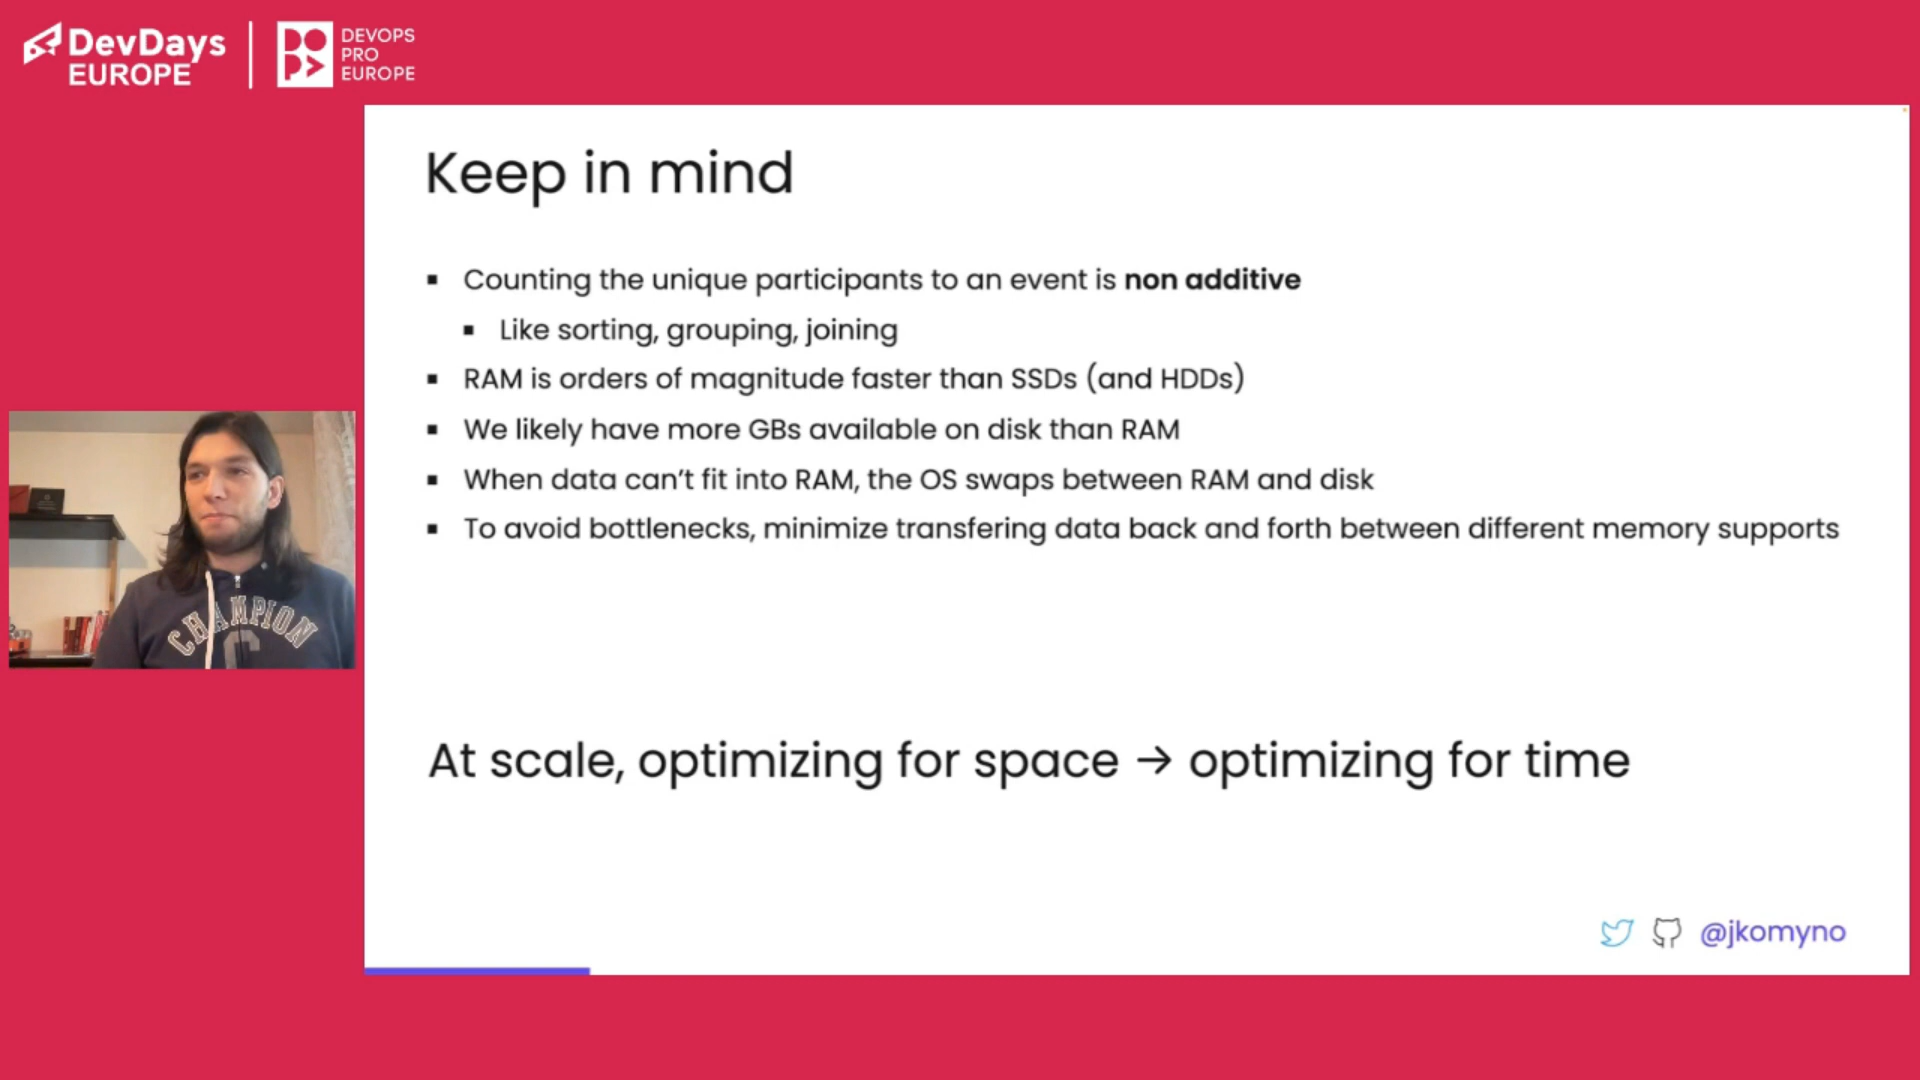 DevDays
EUROPE
DEVOPS
PRO
EUROPE
Keep in mind
Counting the unique participants to an event is non additive
Like sorting, grouping, joining
RAM is orders of magnitude faster than SSDs (and HDDs)
We likely have more GBs available on disk than RAM
When data can't fit into RAM, the OS swaps between RAM and disk
To avoid bottlenecks, minimize transfering data back and forth between different memory supports
CHAMPION
C
At scale, optimizing for space → optimizing for time
@jkomyno